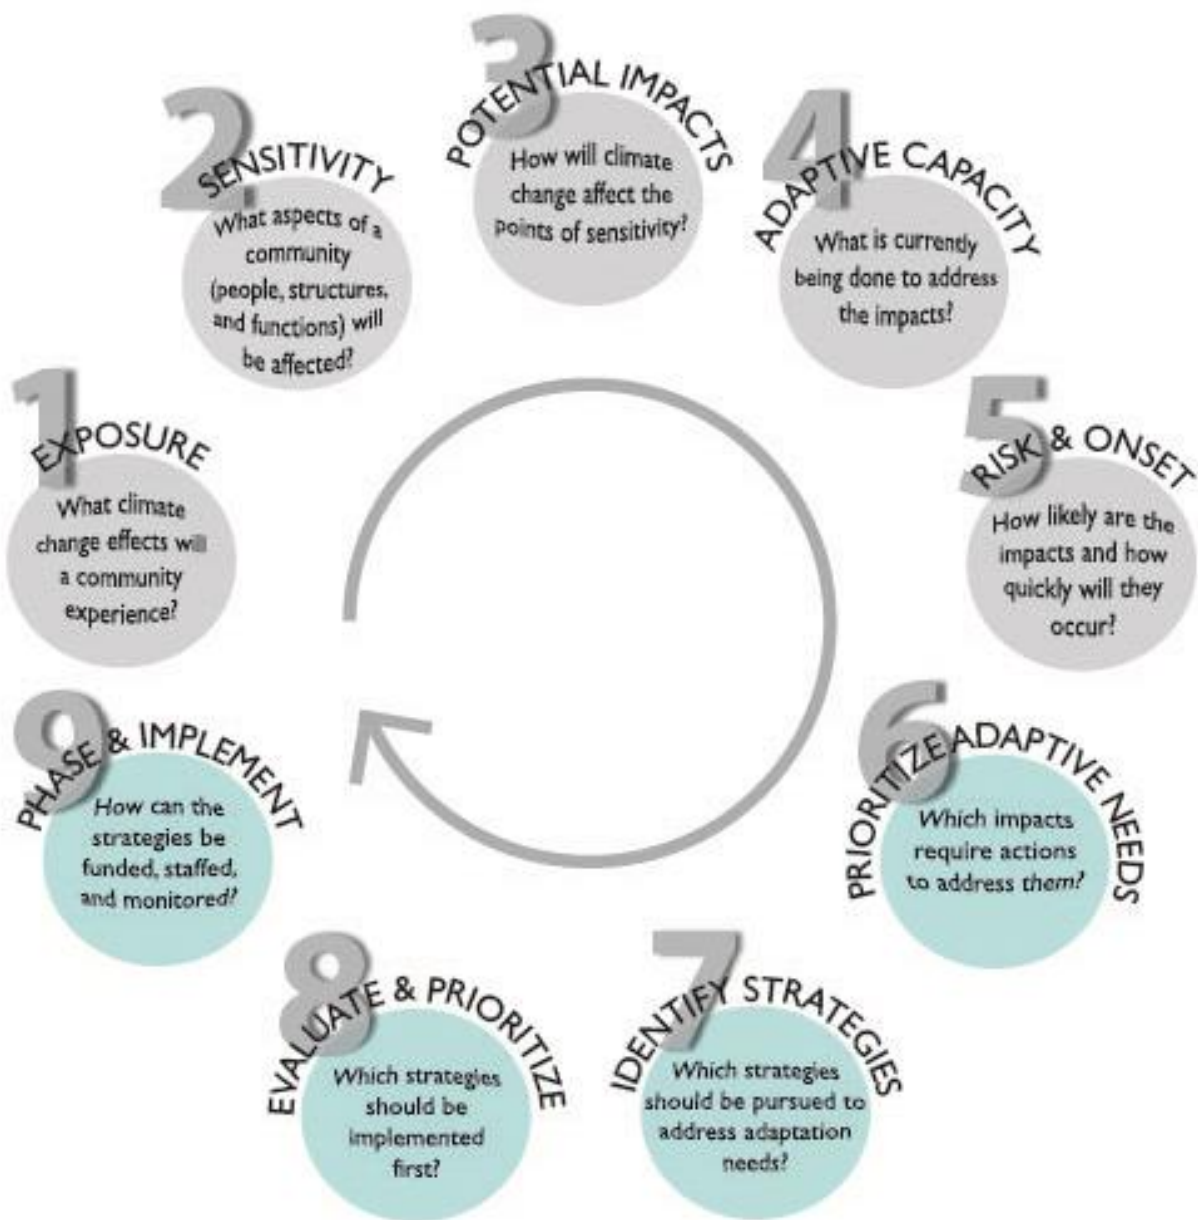 1
EXPOSURE
What climate
change effects will
a community
experience?
2
SENSITIVITY
What aspects of a
community
(people, structures,
and functions) will
be affected?
3
POTENTIAL IMPACTS
How will climate
change affect the
points of sensitivity?
4
ADAPTIVE CAPACITY
What is currently
being done to address
the impacts?
5
RISK & ONSET
How likely are the
impacts and how
quickly will they
occur?
6
PRIORITIZE ADAPTIVE NEEDS
Which impacts
require actions
to address them?
7
IDENTIFY STRATEGIES
Which strategies
should be pursued to
address adaptation
needs?
8
EVALUATE & PRIORITIZE
Which strategies
should be
implemented
first?
9
PHASE & IMPLEMENT
How can the
strategies be
funded, staffed,
and monitored?